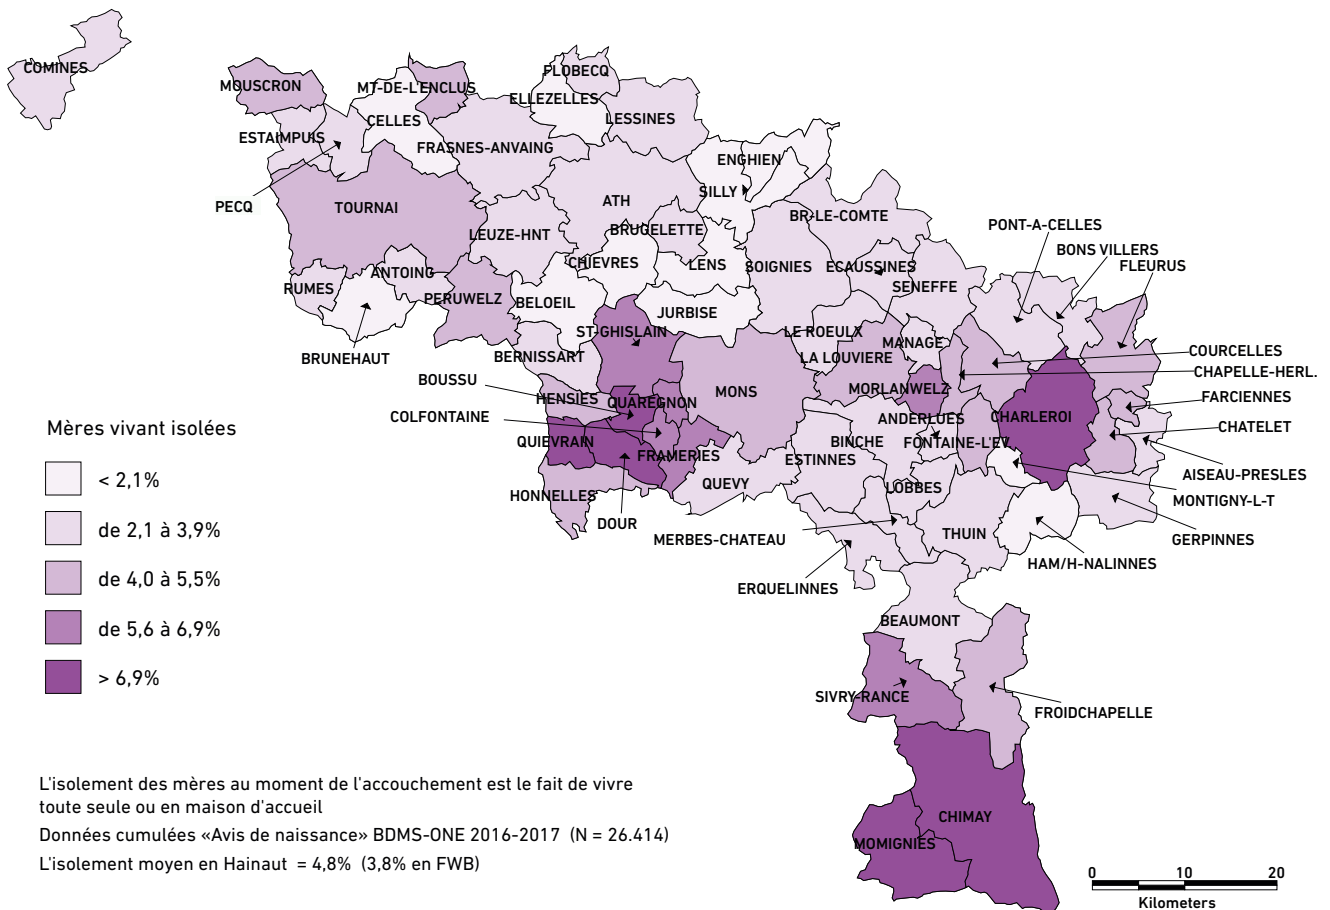 COMINES
MOUSCRON
MT-DE-L'ENCLUS
FLOBECQ
ELLEZELLES
CELLES
LESSINES
ESTAIMPUIS
FRASNES-ANVAING
ENGHIEN
SILLY
PECQ
TOURNAI
ATH
BR-LE-COMTE
BRUGELETTE
LEUZE-HNT
PONT-A-CELLES
BONS VILLERS
FLEURUS
CHIEVRES
LENS
SOIGNIES
ECAUSSINES
ANTOING
RUMES
SENEFFE
PERUWELZ
BELOEIL
JURBISE
ST-GHISLAIN
LE ROEULX
MANAGE
BRUNEHAUT
BERNISSART
LA LOUVIERE
COURCELLES
CHAPELLE-HERL.
BOUSSU
MORLANWELZ
MONS
HENSIES
QUAREGNON
FARCIENNES
COLFONTAINE
ANDERLUES
CHARLEROI
CHATELET
Mères vivant isolées
QUIEVRAIN
BINCHE
FONTAINE-L'EV.
FRAMERIES
ESTINNES
AISEAU-PRESLES
< 2,1%
QUEVY
LOBBES
HONNELLES
MONTIGNY-L-T
DOUR
de 2,1 à 3,9%
MERBES-CHATEAU
THUIN
GERPINNES
HAM/H-NALINNES
de 4,0 à 5,5%
ERQUELINNES
BEAUMONT
de 5,6 à 6,9%
> 6,9%
SIVRY-RANCE
FROIDCHAPELLE
L'isolement des mères au moment de l'accouchement est le fait de vivre
toute seule ou en maison d'accueil
Données cumulées «Avis de naissance» BDMS-ONE 2016-2017 (N = 26.414)
L'isolement moyen en Hainaut = 4,8% (3,8% en FWB)
CHIMAY
MOMIGNIES
0 10 20
Kilometers